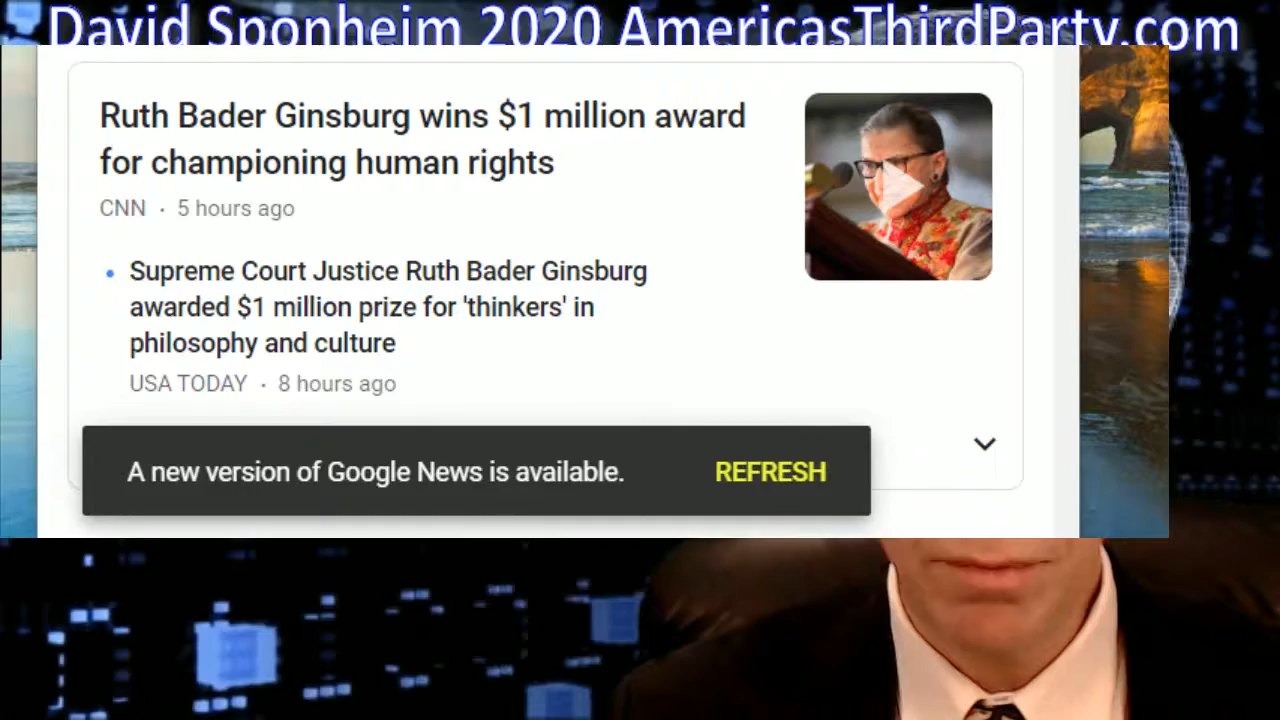 David Sponheim 2020 AmericasThirdParty.com
Ruth Bader Ginsburg wins $1 million award
for championing human rights
CNN · 5 hours ago
Supreme Court Justice Ruth Bader Ginsburg
awarded $1 million prize for 'thinkers' in
philosophy and culture
USA TODAY · 8 hours ago
A new version of Google News is available. REFRESH